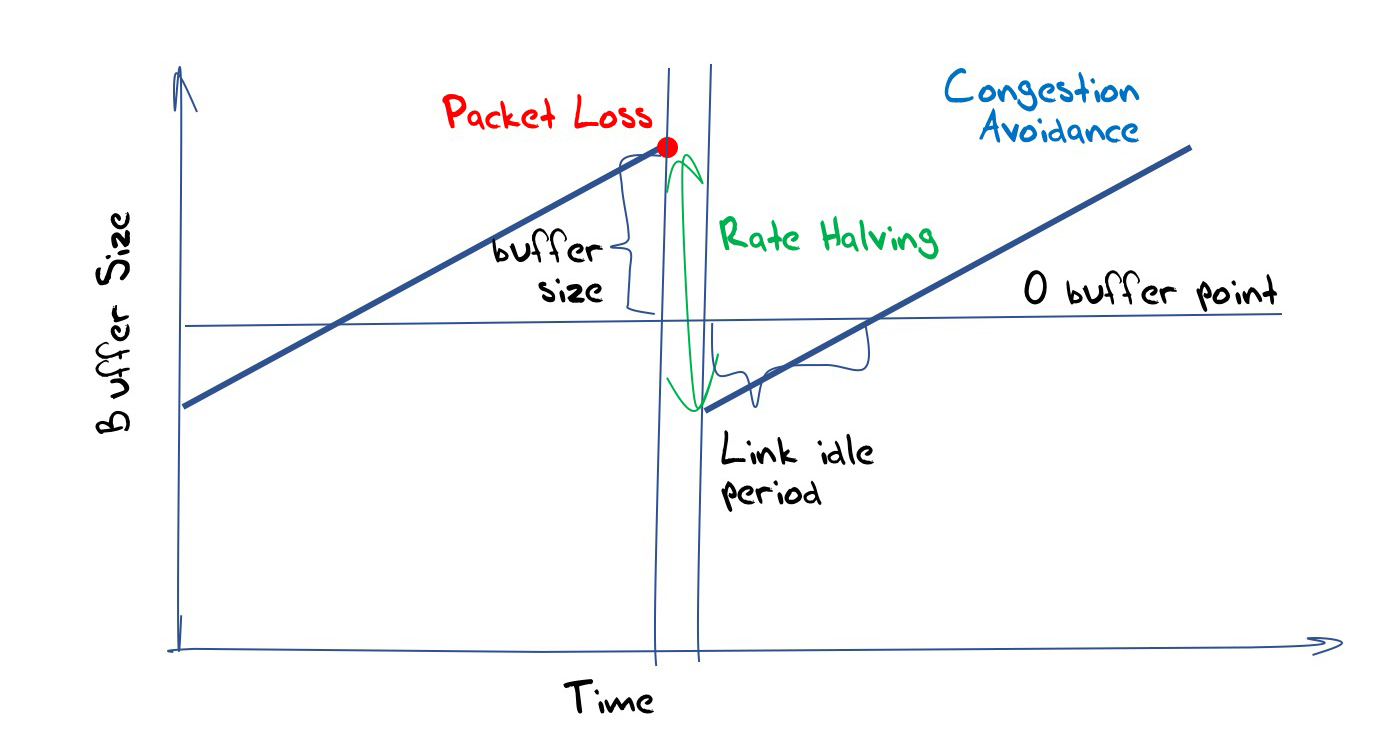 Congestion
Avoidance
Packet Loss
Rate Halving
buffer
size
0 buffer point
Buffer Size
Link idle
period
Time